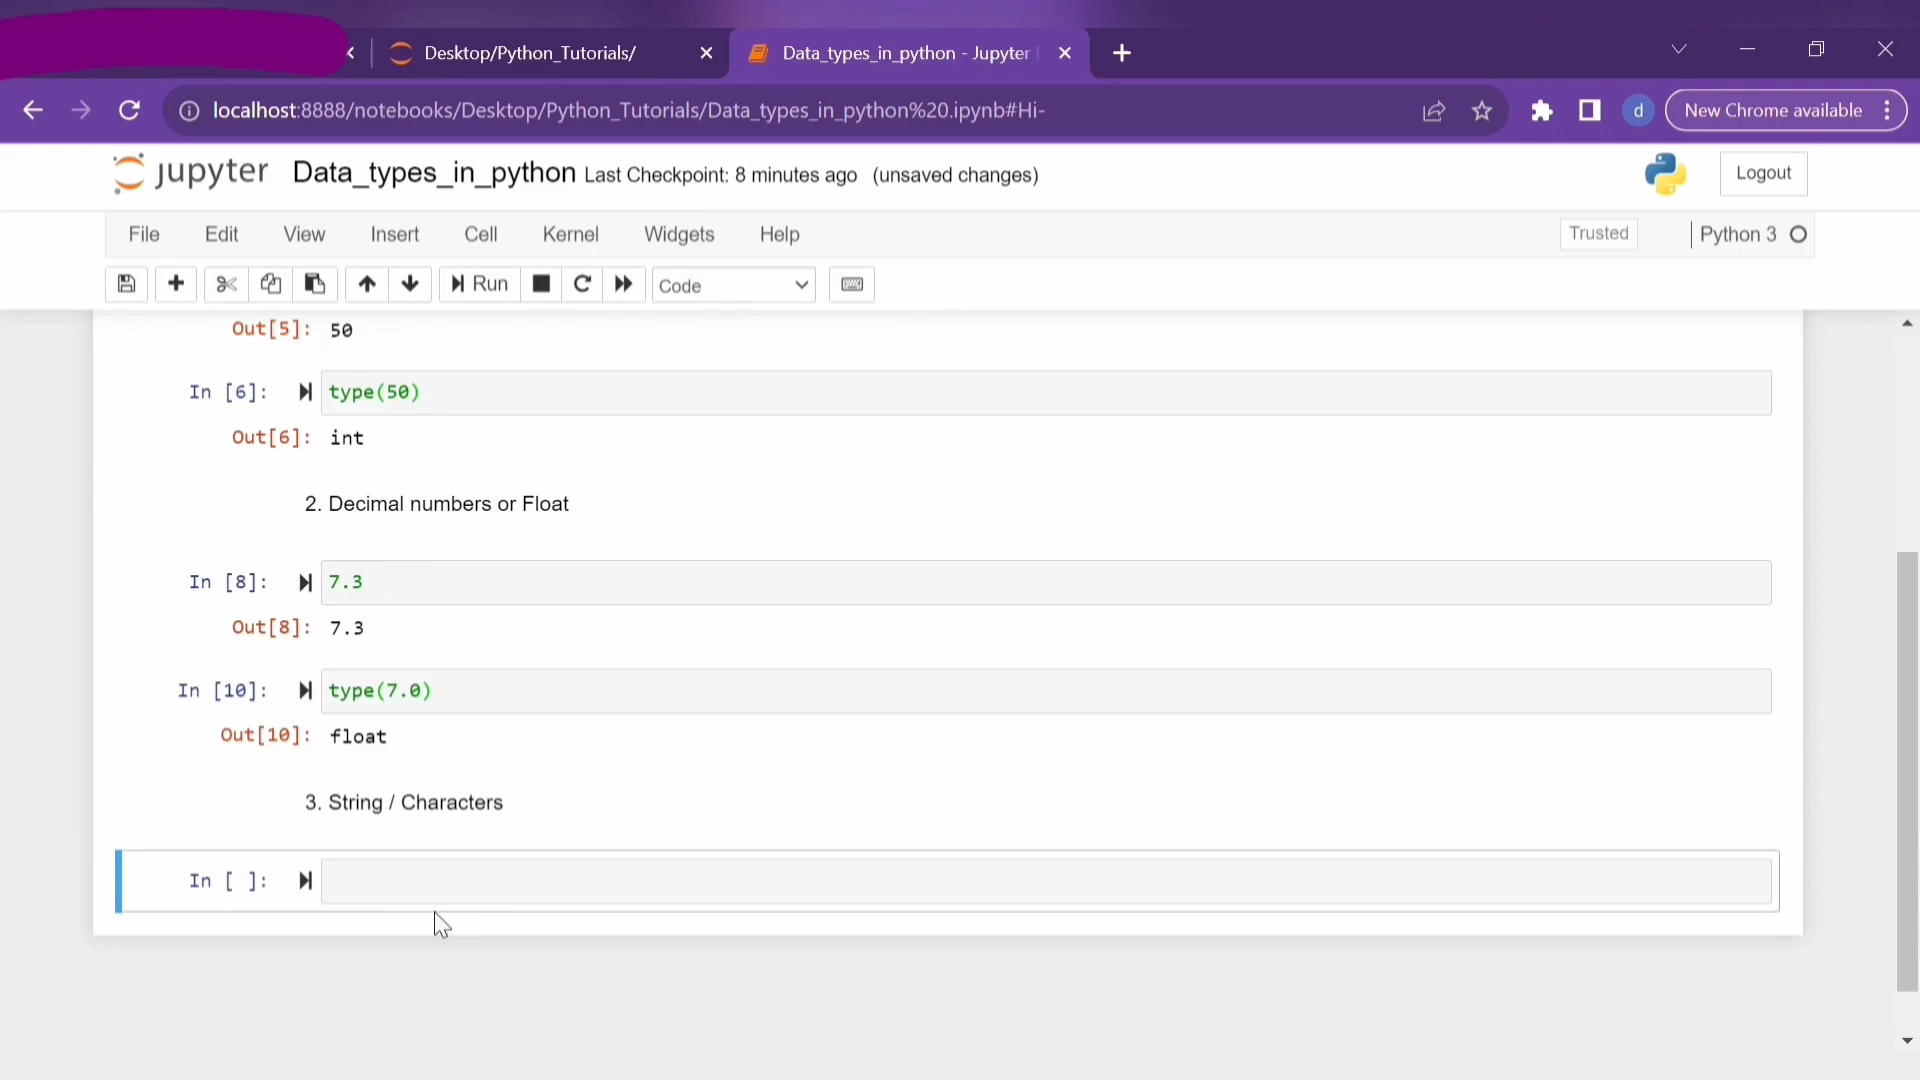 Desktop/Python_Tutorials/
Data_types_in_python - Jupyter
localhost:8888/notebooks/Desktop/Python_Tutorials/Data_types_in_python%20.ipynb#Hi-
d
New Chrome available
jupyter Data_types_in_python Last Checkpoint: 8 minutes ago (unsaved changes)
Logout
File Edit View Insert Cell Kernel Widgets Help
Trusted
Python 3
Run
Code
Out[5]: 50
In [6]: type(50)
Out[6]: int
2. Decimal numbers or Float
In [8]: 7.3
Out[8]: 7.3
In [10]: type(7.0)
Out[10]: float
3. String / Characters
In [ ]: